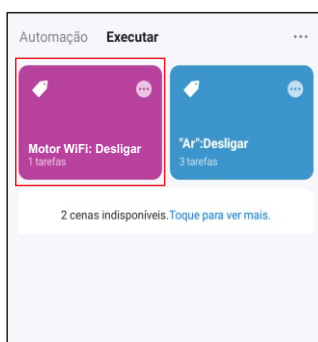 Automação Executar ...
Motor WiFi: Desligar
1 tarefas
"Ar":Desligar
3 tarefas
2 cenas indisponíveis.Toque para ver mais.